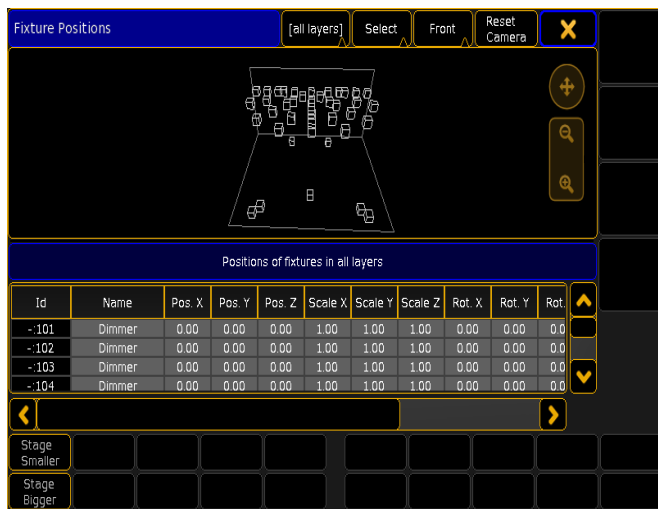 Fixture Positions [all layers] Select Front Reset
Camera
Positions of fixtures in all layers
Id Name Pos. X Pos. Y Pos. Z Scale X Scale Y Scale Z Rot. X Rot. Y Rot.
-:101 Dimmer 0.00 0.00 0.00 1.00 1.00 1.00 0.00 0.00 0.0
-:102 Dimmer 0.00 0.00 0.00 1.00 1.00 1.00 0.00 0.00 0.0
-:103 Dimmer 0.00 0.00 0.00 1.00 1.00 1.00 0.00 0.00 0.0
-:104 Dimmer 0.00 0.00 0.00 1.00 1.00 1.00 0.00 0.00 0.0
Stage
Smaller
Stage
Bigger